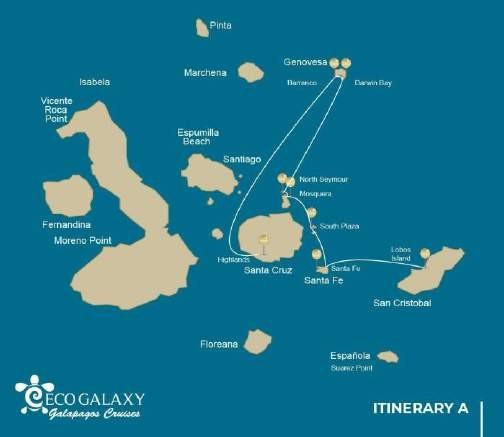 Pinta
Genovesa
Marchena
Barranco
Darwin Bay
Isabela
Vicente
Roca
Point
Espumilla
Beach
Santiago
North Seymour
Mosquera
Fernandina
South Plaza
Moreno Point
Lobos
Island
Highlands
Santa Cruz
Santa Fe
Santa Fe
San Cristobal
Floreana
Española
Suarez Point
ECO GALAXY
Galapagos Cruises
ITINERARY A